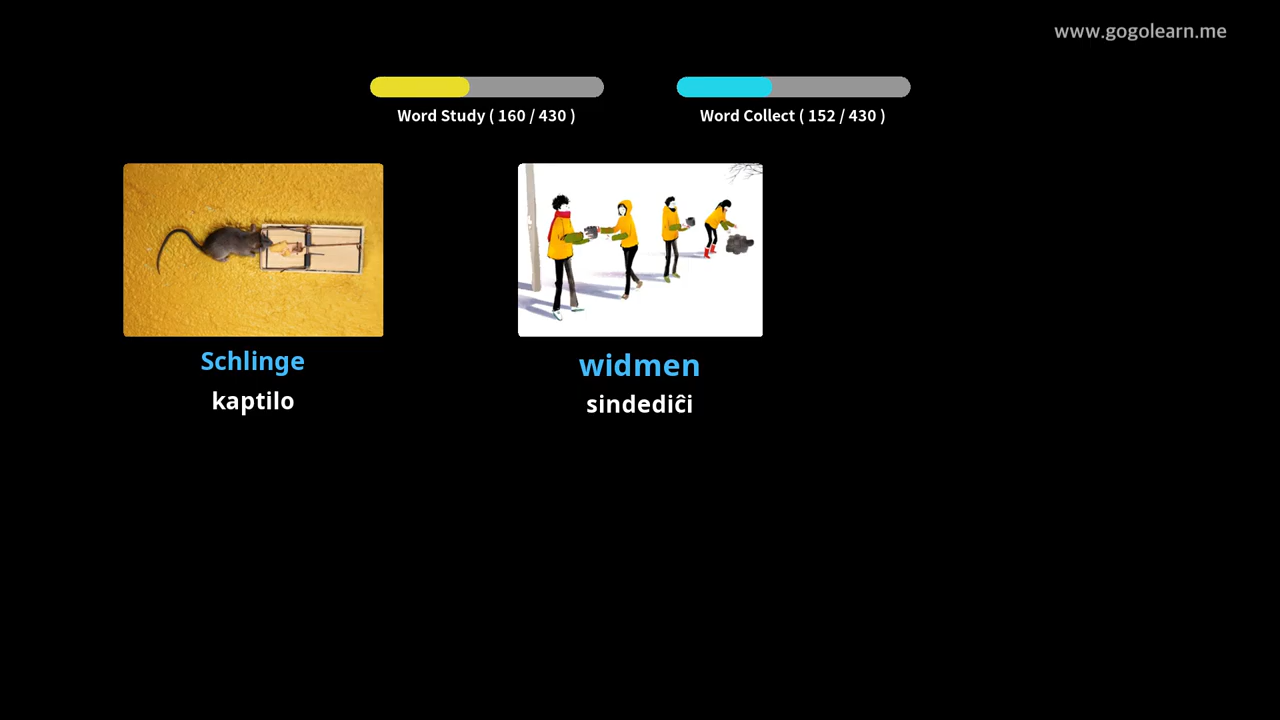 www.gogolearn.me
Word Study ( 160 / 430 )
Word Collect ( 152 / 430 )
Schlinge
kaptilo
widmen
sindediĉi